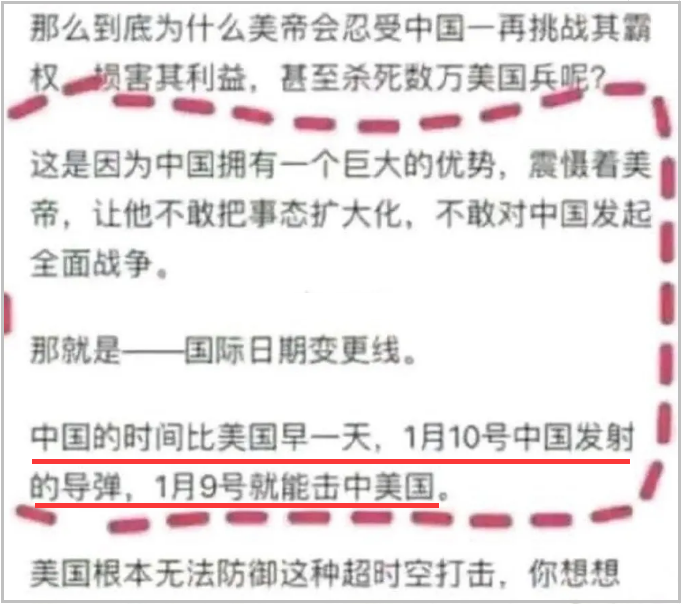 那么到底为什么美帝会忍受中国一再挑战其霸
权，损害其利益，甚至杀死数万美国兵呢？
这是因为中国拥有一个巨大的优势，震慑着美
帝，让他不敢把事态扩大化，不敢对中国发起
全面战争。
那就是——国际日期变更线。
中国的时间比美国早一天，1月10号中国发射
的导弹，1月9号就能击中美国。
美国根本无法防御这种超时空打击，你想想